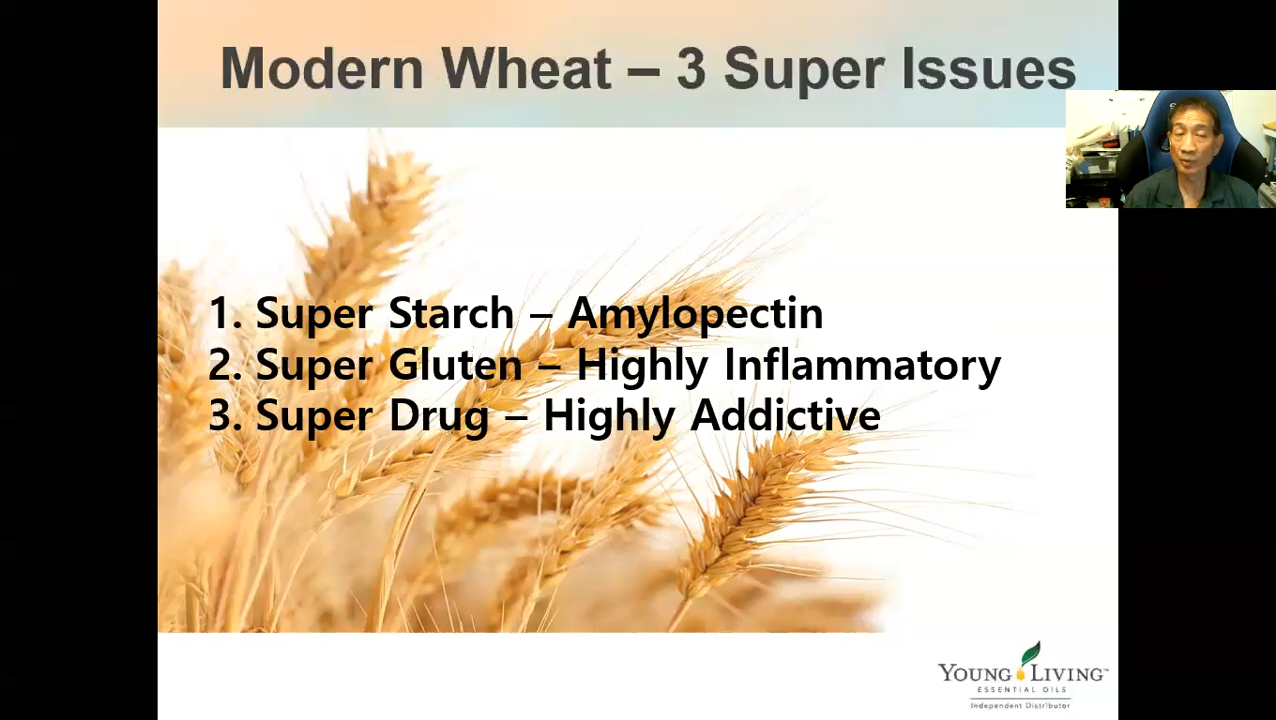 Modern Wheat – 3 Super Issues
1. Super Starch – Amylopectin
2. Super Gluten – Highly Inflammatory
3. Super Drug – Highly Addictive
YOUNG LIVING™
ESSENTIAL OILS
Independent Distributor